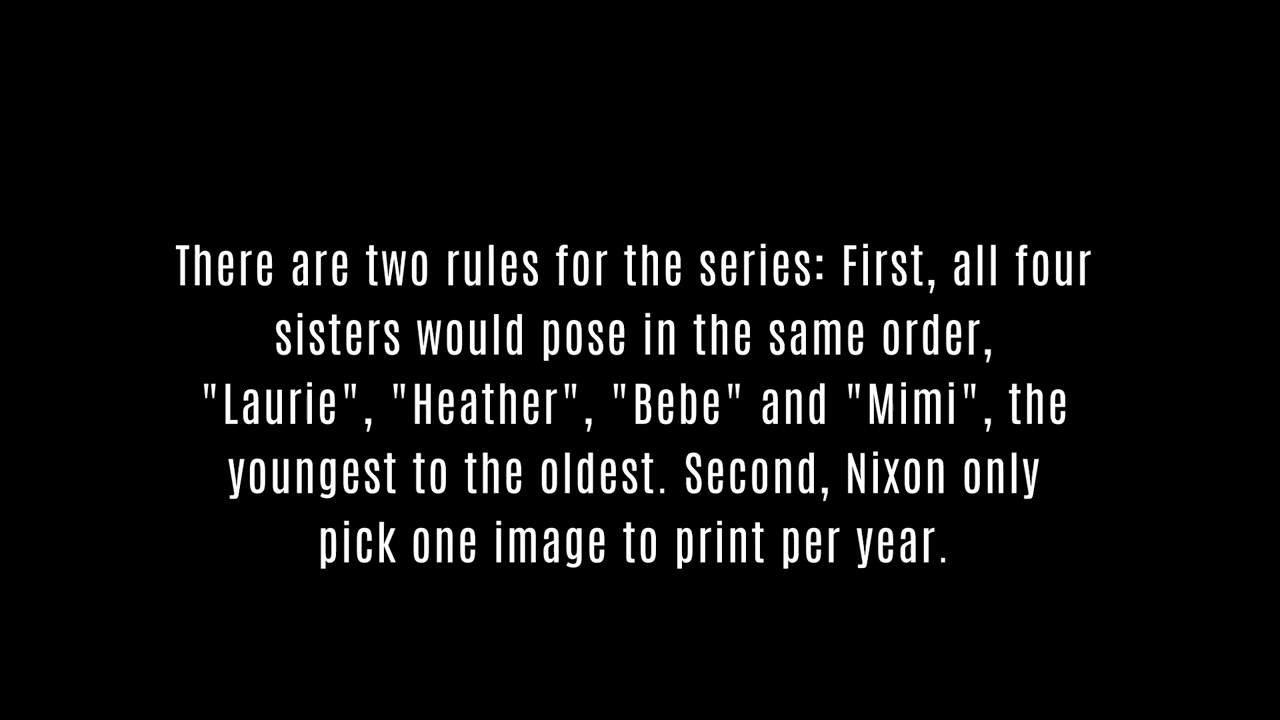 There are two rules for the series: First, all four
sisters would pose in the same order,
"Laurie", "Heather", "Bebe" and "Mimi", the
youngest to the oldest. Second, Nixon only
pick one image to print per year.